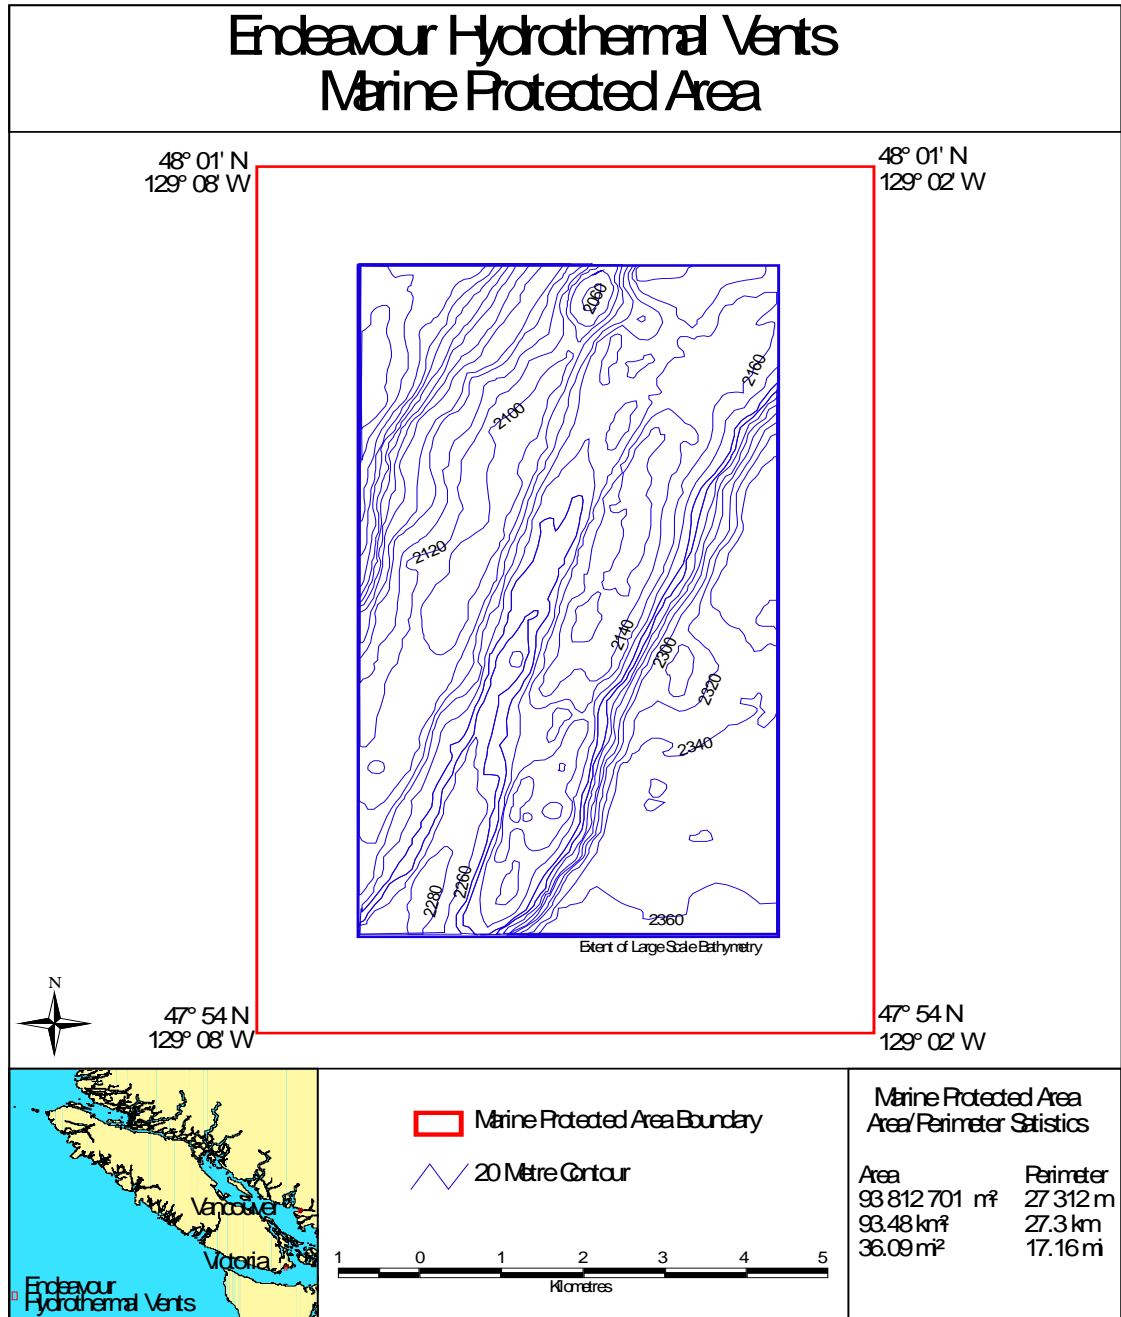 Endeavour Hydrothermal Vents
Marine Protected Area
48° 01' N
129° 08' W
48° 01' N
129° 02' W
2060
2160
2100
2120
2140
2300
2320
2340
2260
2280
2360
Extent of Large Scale Bathymetry
N
47° 54 N
129° 08' W
47° 54 N
129° 02' W
Vancouver
Victoria
Endeavour
Hydrothermal Vents
Marine Protected Area Boundary
20 Metre Contour
1 0 1 2 3 4 5
Kilometres
Marine Protected Area
Area/Perimeter Satistics
Area Perimeter
93 812 701 m² 27 312 m
93.48 km² 27.3 km
36.09 mi² 17.16 mi